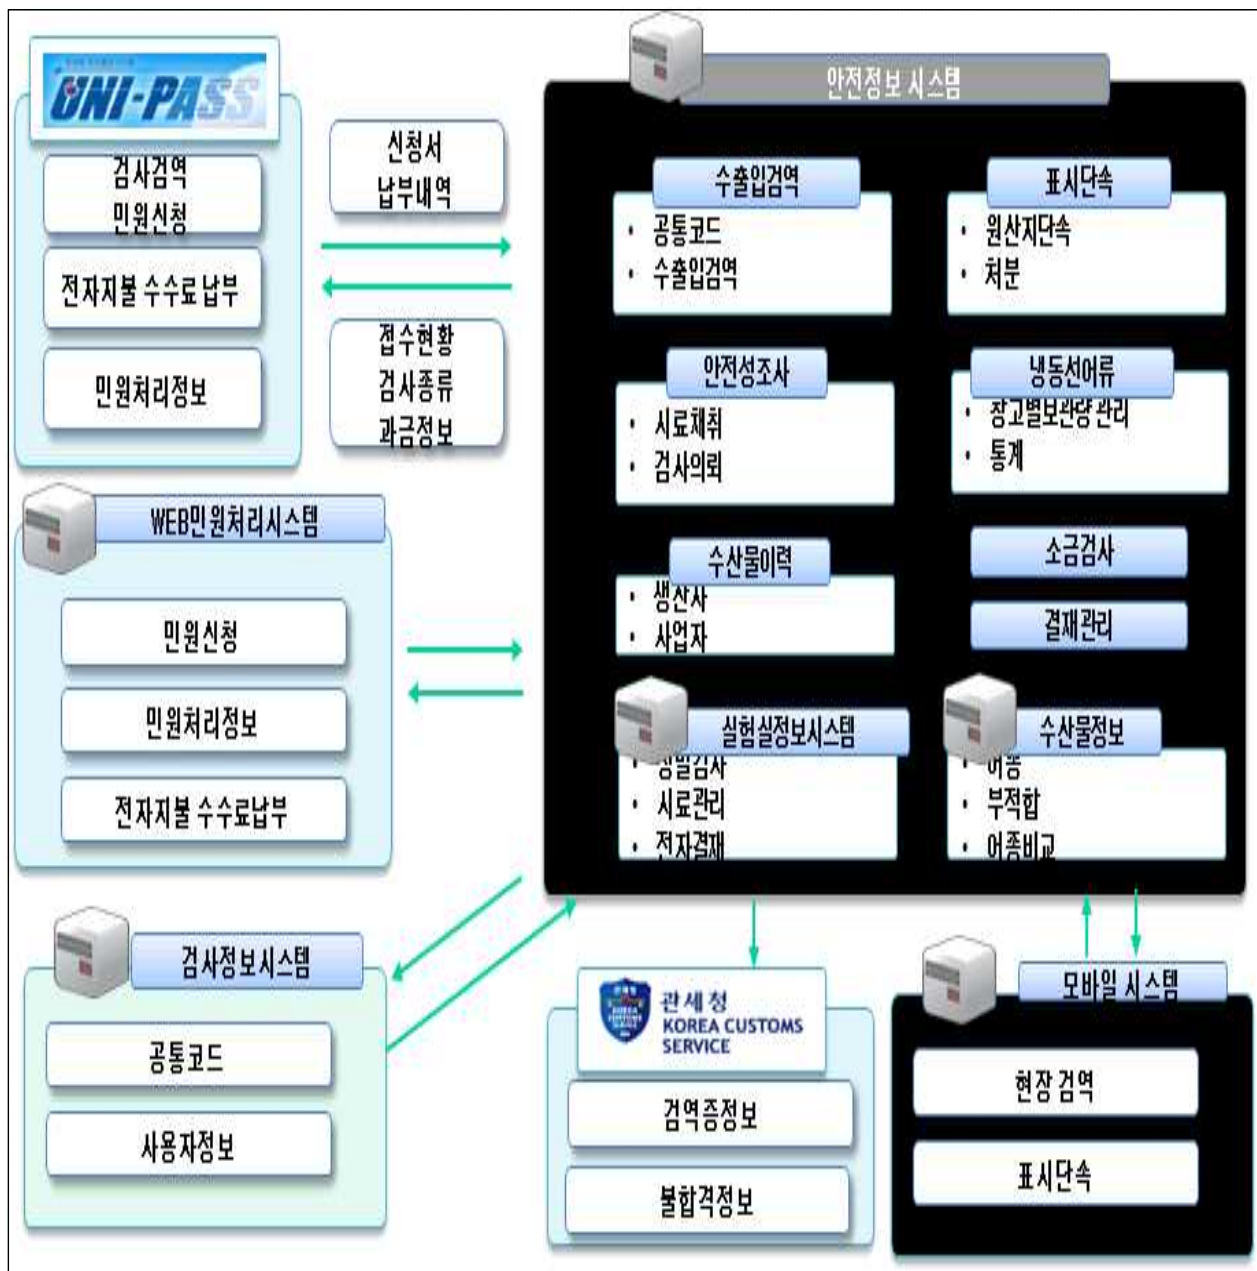 UNI-PASS
검사검역
민원신청
전자지불 수수료 납부
민원처리정보
신청서
납부내역
접수현황
검사종류
과금정보
WEB민원처리시스템
민원신청
민원처리정보
전자지불 수수료납부
검사정보시스템
공통코드
사용자정보
안전정보 시스템
수출입검역
• 공통코드
• 수출입검역
표시단속
• 원산지단속
• 처분
안전성조사
• 시료채취
• 검사의뢰
냉동선어류
• 창고별보관량 관리
• 통계
수산물이력
• 생산사
• 사업자
소금검사
결재관리
실험실정보시스템
• 정밀검사
• 시료관리
• 전자결재
수산물정보
• 어종
• 부적합
• 어종비교
관세청
KOREA CUSTOMS
SERVICE
검역증정보
불합격정보
모바일 시스템
현장 검역
표시단속